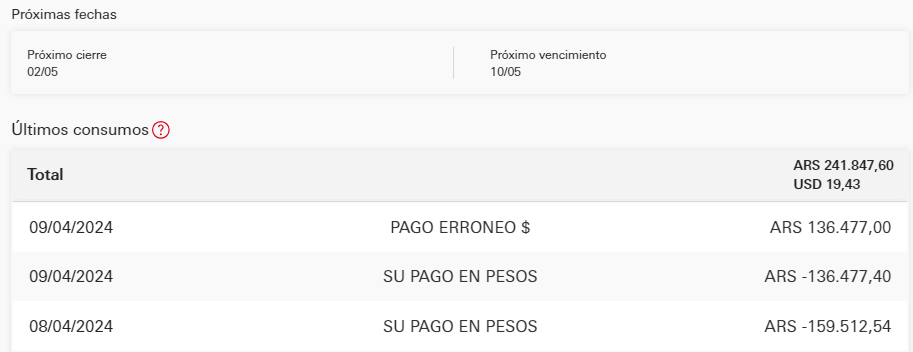 Próximas fechas
Próximo cierre
02/05
Próximo vencimiento
10/05
Últimos consumos ?
Total
ARS 241.847,60
USD 19,43
09/04/2024 PAGO ERRONEO $ ARS 136.477,00
09/04/2024 SU PAGO EN PESOS ARS -136.477,40
08/04/2024 SU PAGO EN PESOS ARS -159.512,54